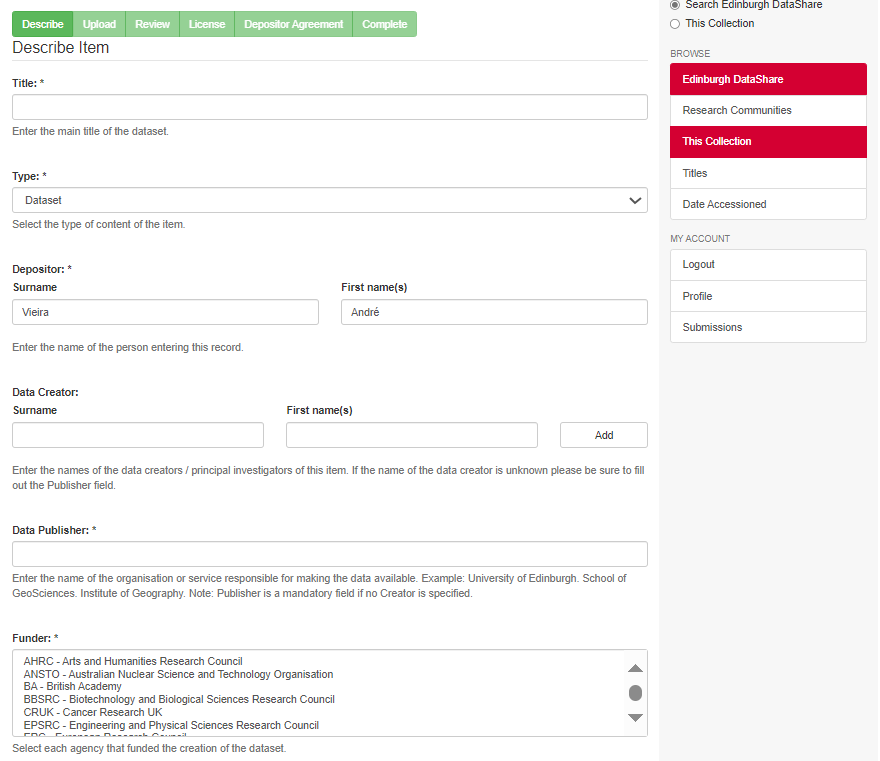 Describe Upload Review License Depositor Agreement Complete
Describe Item
Title: *
Enter the main title of the dataset.
Type: *
Dataset
Select the type of content of the item.
Depositor: *
Surname First name(s)
Vieira André
Enter the name of the person entering this record.
Data Creator:
Surname First name(s)
Add
Enter the names of the data creators / principal investigators of this item. If the name of the data creator is unknown please be sure to fill
out the Publisher field.
Data Publisher: *
Enter the name of the organisation or service responsible for making the data available. Example: University of Edinburgh. School of
GeoSciences. Institute of Geography. Note: Publisher is a mandatory field if no Creator is specified.
Funder: *
AHRC - Arts and Humanities Research Council
ANSTO - Australian Nuclear Science and Technology Organisation
BA - British Academy
BBSRC - Biotechnology and Biological Sciences Research Council
CRUK - Cancer Research UK
EPSRC - Engineering and Physical Sciences Research Council
ERC - European Research Council
Select each agency that funded the creation of the dataset.
Search Edinburgh DataShare
This Collection
BROWSE
Edinburgh DataShare
Research Communities
This Collection
Titles
Date Accessioned
MY ACCOUNT
Logout
Profile
Submissions